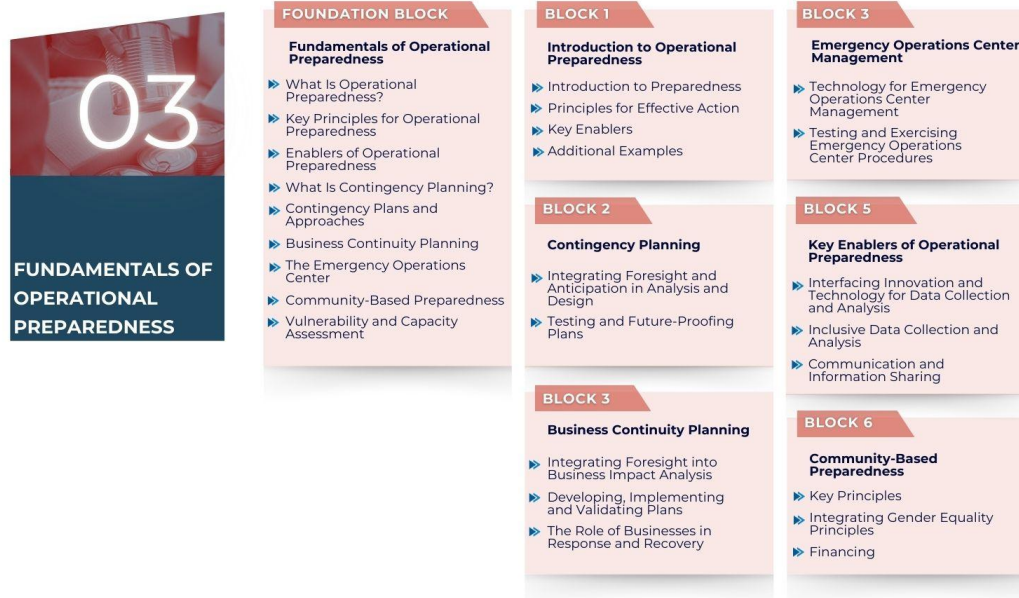 03
FUNDAMENTALS OF
OPERATIONAL
PREPAREDNESS
FOUNDATION BLOCK
Fundamentals of Operational
Preparedness
What Is Operational
Preparedness?
Key Principles for Operational
Preparedness
Enablers of Operational
Preparedness
What Is Contingency Planning?
Contingency Plans and
Approaches
Business Continuity Planning
The Emergency Operations
Center
Community-Based Preparedness
Vulnerability and Capacity
Assessment
BLOCK 1
Introduction to Operational
Preparedness
Introduction to Preparedness
Principles for Effective Action
Key Enablers
Additional Examples
BLOCK 2
Contingency Planning
Integrating Foresight and
Anticipation in Analysis and
Design
Testing and Future-Proofing
Plans
BLOCK 3
Business Continuity Planning
Integrating Foresight into
Business Impact Analysis
Developing, Implementing
and Validating Plans
The Role of Businesses in
Response and Recovery
BLOCK 3
Emergency Operations Center
Management
Technology for Emergency
Operations Center
Management
Testing and Exercising
Emergency Operations
Center Procedures
BLOCK 5
Key Enablers of Operational
Preparedness
Interfacing Innovation and
Technology for Data Collection
and Analysis
Inclusive Data Collection and
Analysis
Communication and
Information Sharing
BLOCK 6
Community-Based
Preparedness
Key Principles
Integrating Gender Equality
Principles
Financing